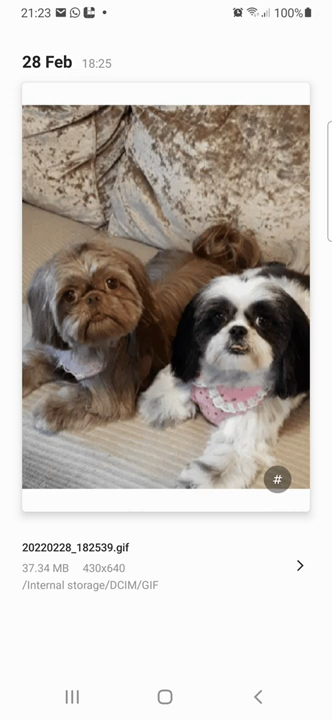 21:23
100%
28 Feb 18:25
#
20220228_182539.gif
37.34 MB 430x640
/Internal storage/DCIM/GIF